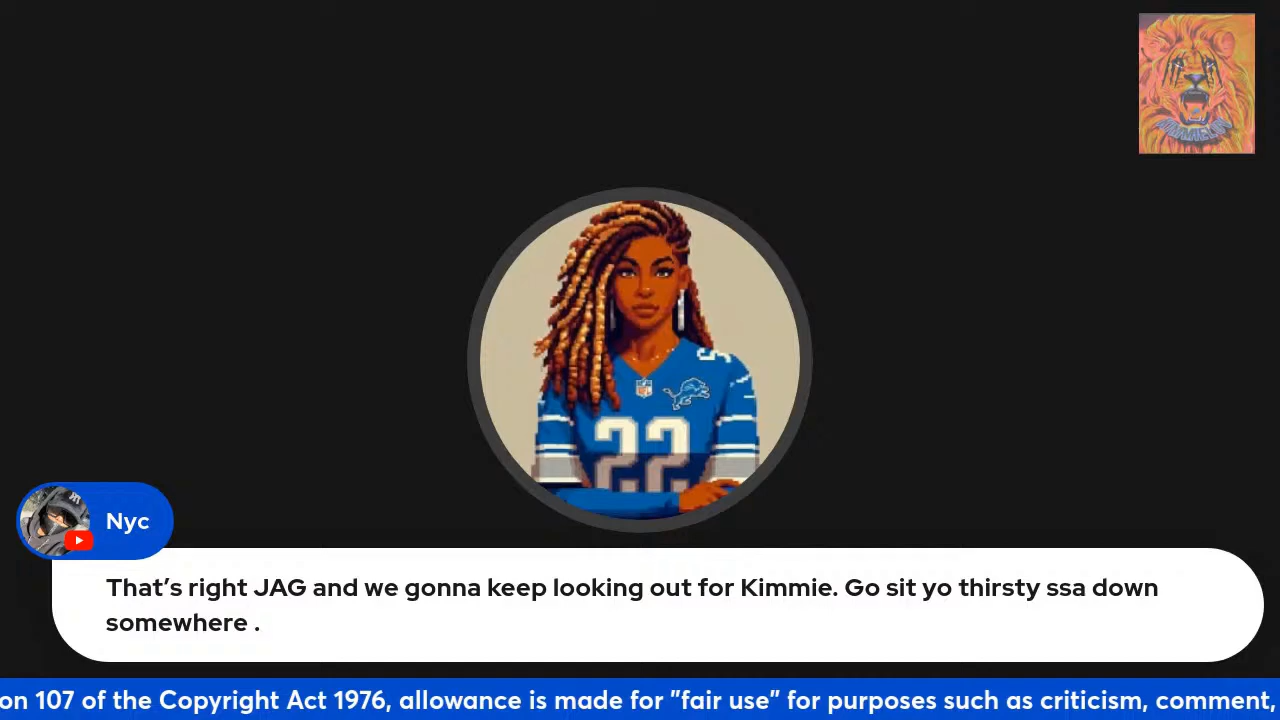 22
Nyc
That's right JAG and we gonna keep looking out for Kimmie. Go sit yo thirsty ssa down
somewhere .
on 107 of the Copyright Act 1976, allowance is made for "fair use" for purposes such as criticism, comment,